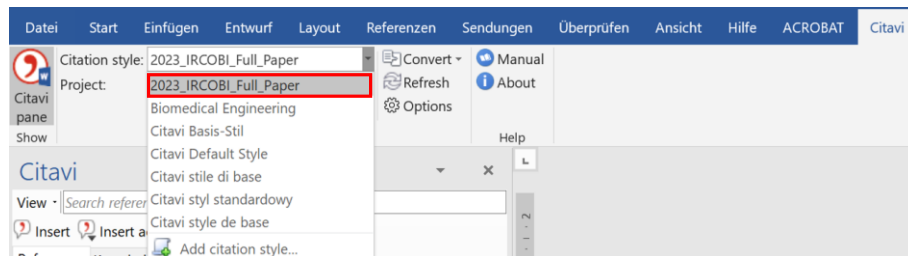 Datei Start Einfügen Entwurf Layout Referenzen Sendungen Überprüfen Ansicht Hilfe ACROBAT Citavi
Citation style: 2023_IRCOBI_Full_Paper Convert Manual
Project: 2023_IRCOBI_Full_Paper Refresh About
Citavi pane Biomedical Engineering Options
Show Citavi Basis-Stil Help
Citavi Default Style
Citavi Citavi stile di base
View Search refere Citavi styl standardowy
Citavi style de base 2
Insert Insert a Add citation style...